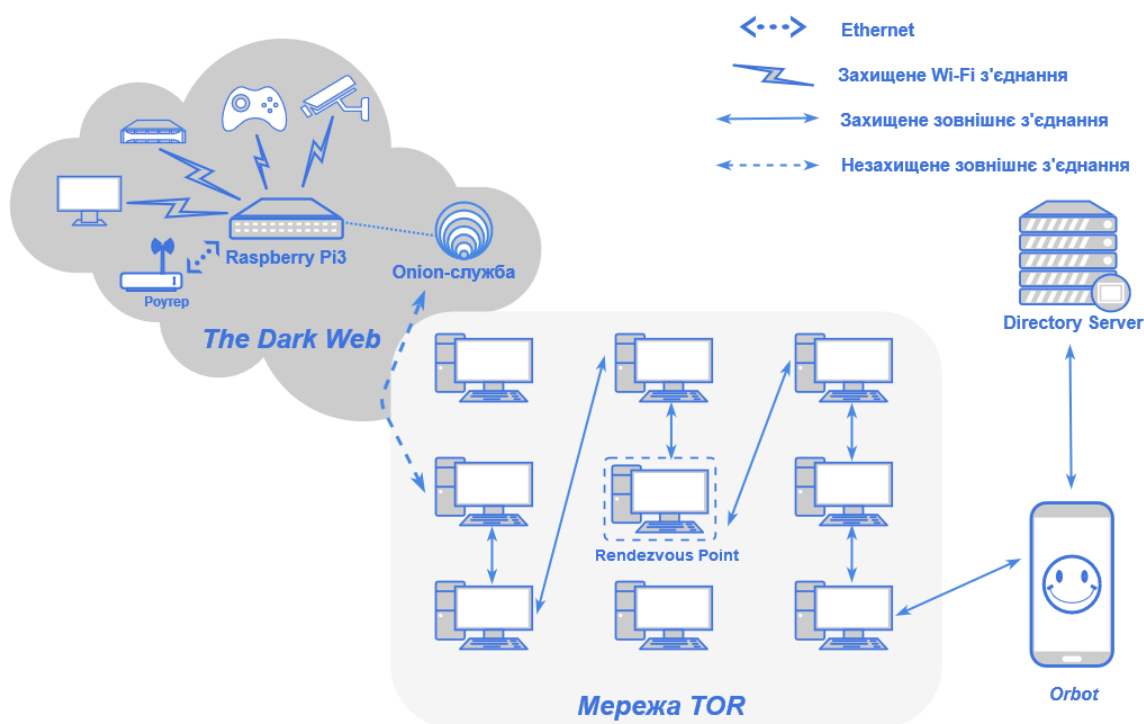 Ethernet
Захищене Wi-Fi з'єднання
Захищене зовнішнє з'єднання
Незахищене зовнішнє з'єднання
Raspberry Pi3
Onion-служба
Роутер
The Dark Web
Directory Server
Rendezvous Point
Orbot
Мережа TOR